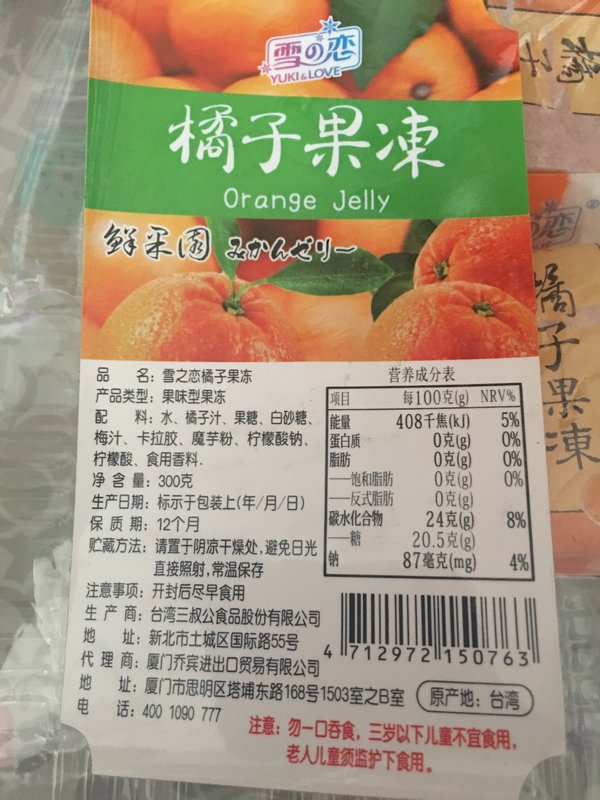 雪の恋
YUKI&LOVE
橘子果凍
Orange Jelly
鮮果園 みかんゼリー
品 名：雪之恋橘子果冻
产品类型：果味型果冻
配 料：水、橘子汁、果糖、白砂糖、
梅汁、卡拉胶、魔芋粉、柠檬酸钠、
柠檬酸、食用香料.
净 含 量：300克
生产日期：标示于包装上(年/月/日)
保 质 期：12个月
贮藏方法：请置于阴凉干燥处,避免日光
直接照射,常温保存
注意事项：开封后尽早食用
生 产 商：台湾三叔公食品股份有限公司
地 址：新北市土城区国际路55号
代 理 商：厦门乔宾进出口贸易有限公司
地 址：厦门市思明区塔埔东路168号1503室之B室
电 话：400 1090 777
营养成分表
项目 每100克(g) NRV%
能量 408千焦(kJ) 5%
蛋白质 0克(g) 0%
脂肪 0克(g) 0%
——饱和脂肪 0克(g) 0%
——反式脂肪 0克(g)
碳水化合物 24克(g) 8%
——糖 20.5克(g)
钠 87毫克(mg) 4%
4 712972 150763
原产地：台湾
注意：勿一口吞食，三岁以下儿童不宜食用，
老人儿童须监护下食用。
橘子
の恋
橘子果凍